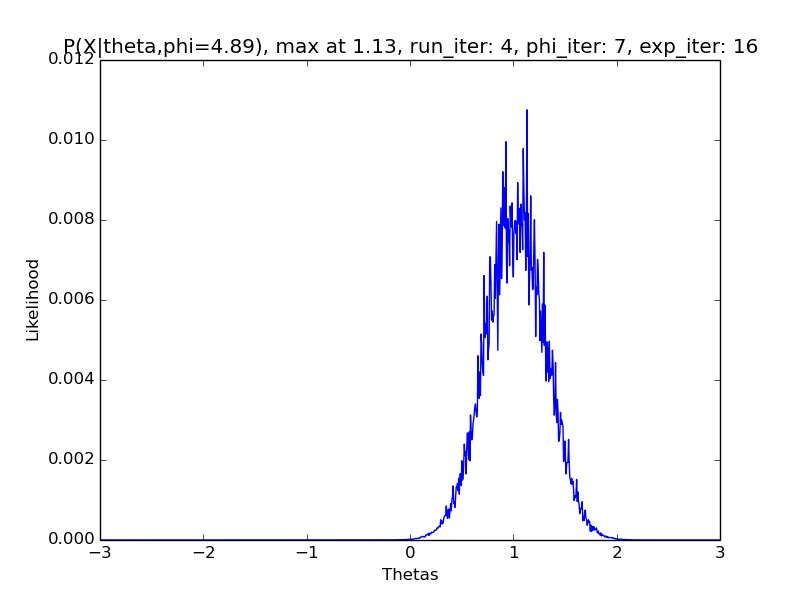 P(X|theta,phi=4.89), max at 1.13, run_iter: 4, phi_iter: 7, exp_iter: 16
0.012
0.010
0.008
0.006
0.004
0.002
0.000
Likelihood
−3 −2 −1 0 1 2 3
Thetas